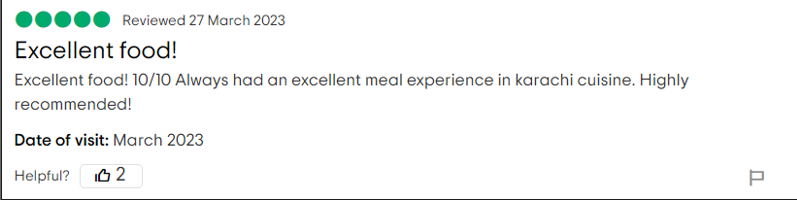 Reviewed 27 March 2023
Excellent food!
Excellent food! 10/10 Always had an excellent meal experience in karachi cuisine. Highly
recommended!
Date of visit: March 2023
Helpful? 2